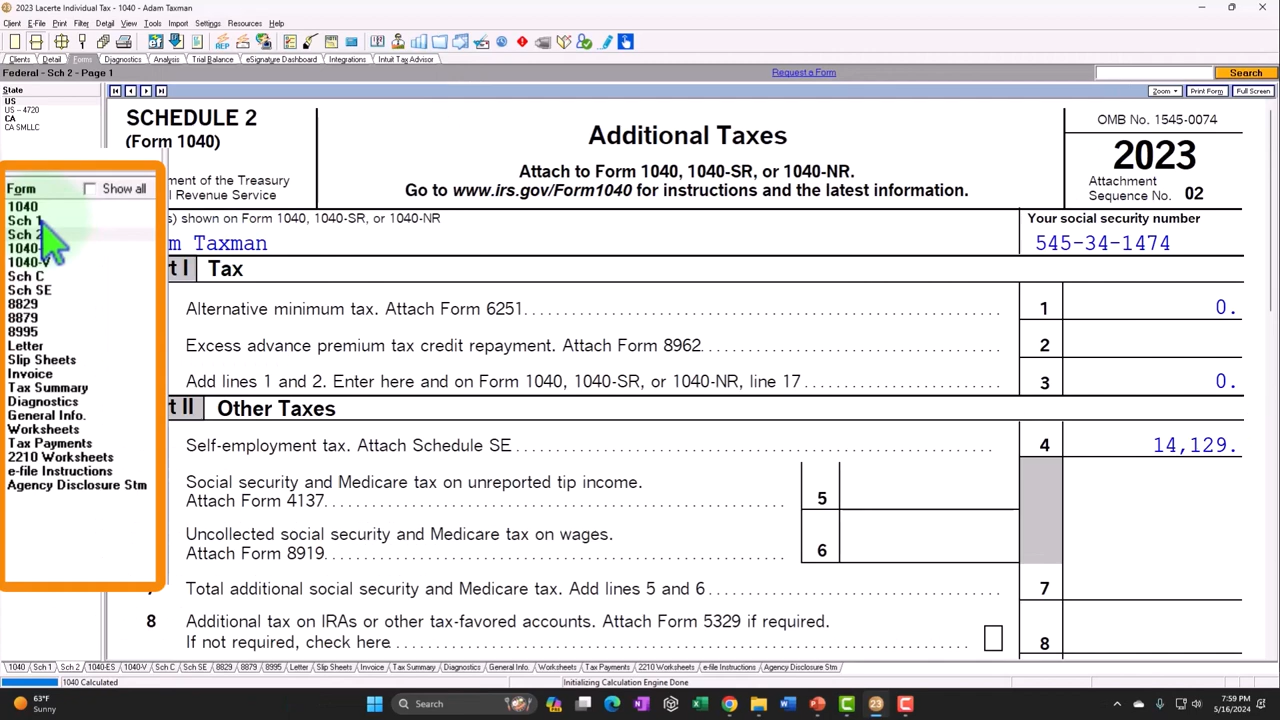 2023 Lacerte Individual Tax - 1040 - Adam Taxman
Client E-File Print Filter Detail View Tools Import Settings Resources Help
Clients Detail Forms Diagnostics Analysis Trial Balance eSignature Dashboard Integrations Intuit Tax Advisor
Federal - Sch 2 - Page 1 Request a Form Search
State
US
US - 4720
CA
CA SMLLC
Zoom Print Form Full Screen
Form Show all
1040
Sch 1
Sch 2
1040-
1040-V
Sch C
Sch SE
8829
8879
8995
Letter
Slip Sheets
Invoice
Tax Summary
Diagnostics
General Info.
Worksheets
Tax Payments
2210 Worksheets
e-file Instructions
Agency Disclosure Stm
SCHEDULE 2
(Form 1040)
ment of the Treasury
l Revenue Service
Additional Taxes
Attach to Form 1040, 1040-SR, or 1040-NR.
Go to www.irs.gov/Form1040 for instructions and the latest information.
OMB No. 1545-0074
2023
Attachment
Sequence No. 02
s) shown on Form 1040, 1040-SR, or 1040-NR Your social security number
m Taxman 545-34-1474
rt I Tax
Alternative minimum tax. Attach Form 6251 1 0.
Excess advance premium tax credit repayment. Attach Form 8962 2
Add lines 1 and 2. Enter here and on Form 1040, 1040-SR, or 1040-NR, line 17 3 0.
rt II Other Taxes
Self-employment tax. Attach Schedule SE 4 14,129.
Social security and Medicare tax on unreported tip income.
Attach Form 4137 5
Uncollected social security and Medicare tax on wages.
Attach Form 8919 6
Total additional social security and Medicare tax. Add lines 5 and 6 7
8 Additional tax on IRAs or other tax-favored accounts. Attach Form 5329 if required.
If not required, check here 8
1040 Sch 1 Sch 2 1040-ES 1040-V Sch C Sch SE 8829 8879 8995 Letter Slip Sheets Invoice Tax Summary Diagnostics General Info. Worksheets Tax Payments 2210 Worksheets e-file Instructions Agency Disclosure Stm
1040 Calculated Initializing Calculation Engine Done
63°F
Sunny
Search
23
7:59 PM
5/16/2024